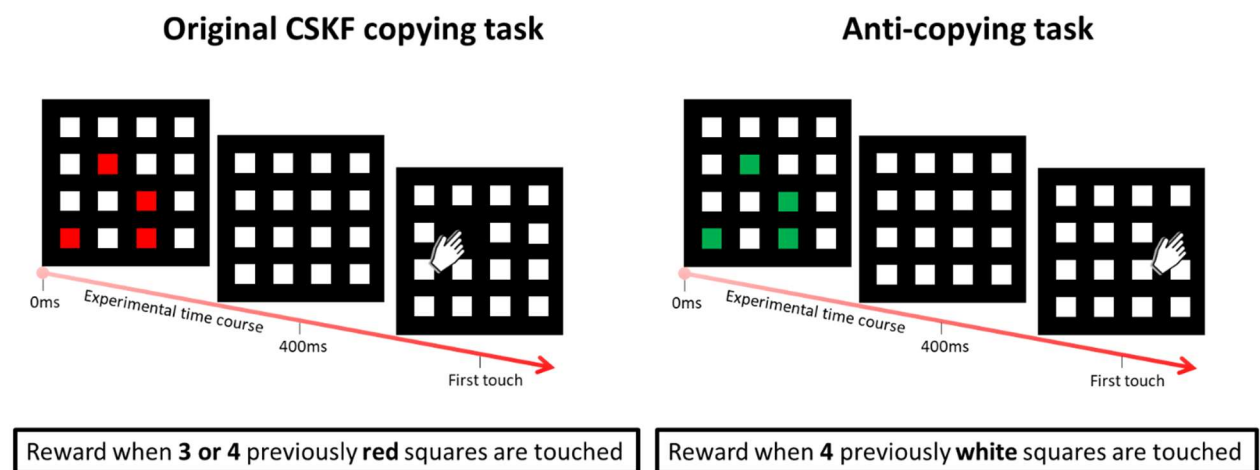 Original CSKF copying task
0ms
Experimental time course
400ms
First touch
Reward when 3 or 4 previously red squares are touched
Anti-copying task
0ms
Experimental time course
400ms
First touch
Reward when 4 previously white squares are touched